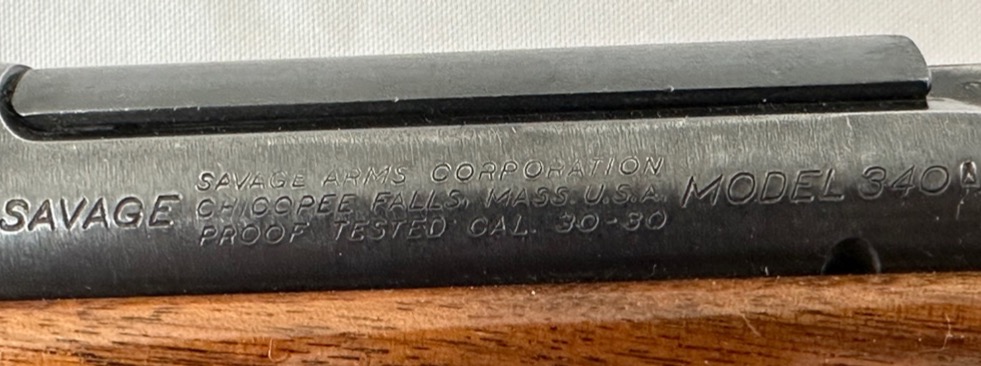 SAVAGE
SAVAGE ARMS CORPORATION
CHICOPEE FALLS, MASS. U.S.A.
PROOF TESTED CAL. 30-30
MODEL 340